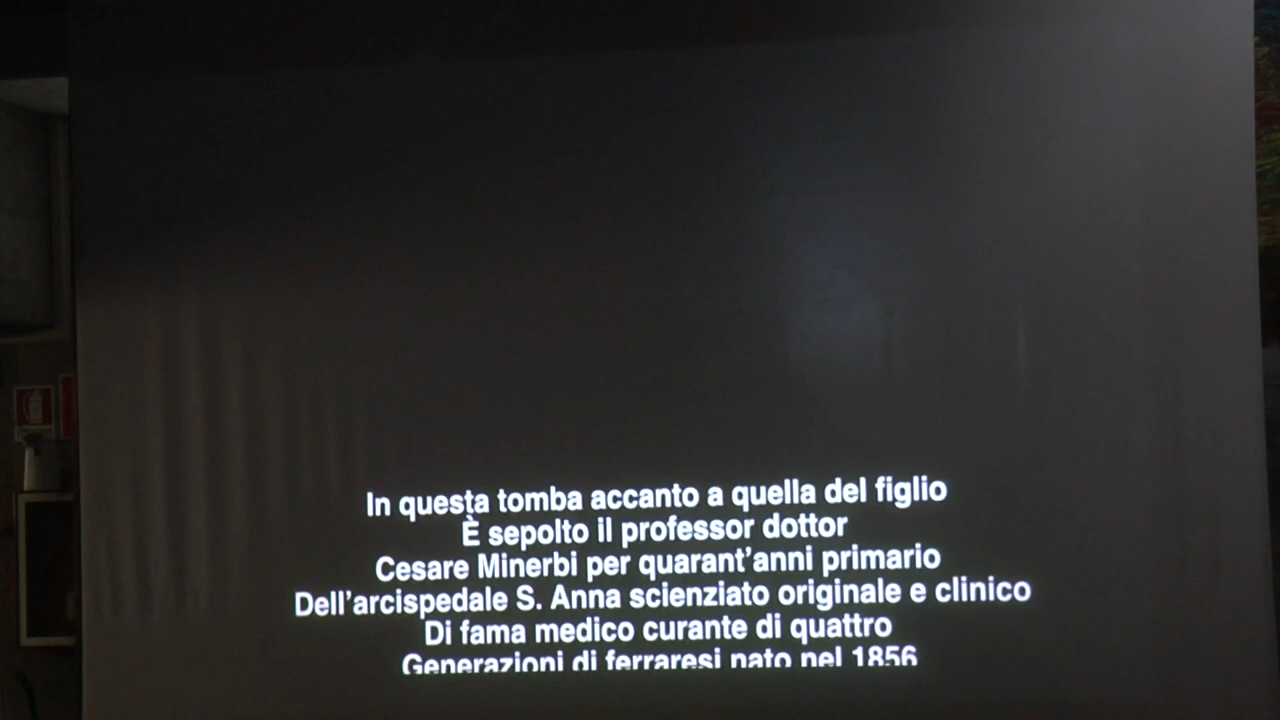 In questa tomba accanto a quella del figlio
È sepolto il professor dottor
Cesare Minerbi per quarant'anni primario
Dell'arcispedale S. Anna scienziato originale e clinico
Di fama medico curante di quattro
Generazioni di ferraresi nato nel 1856